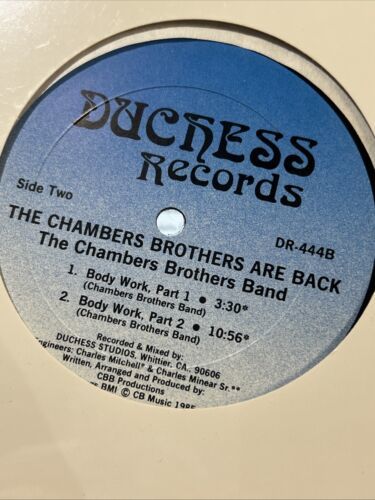 DUCHESS
Records
Side Two
DR-444B
THE CHAMBERS BROTHERS ARE BACK
The Chambers Brothers Band
1. Body Work, Part 1 • 3:30*
(Chambers Brothers Band)
2. Body Work, Part 2 • 10:56*
(Chambers Brothers Band)
Recorded & Mixed by:
DUCHESS STUDIOS, Whittier, CA., 90606
Engineers: Charles Mitchell* & Charles Minear Sr.**
Written, Arranged and Produced by:
CBB Productions
BMI © CB Music